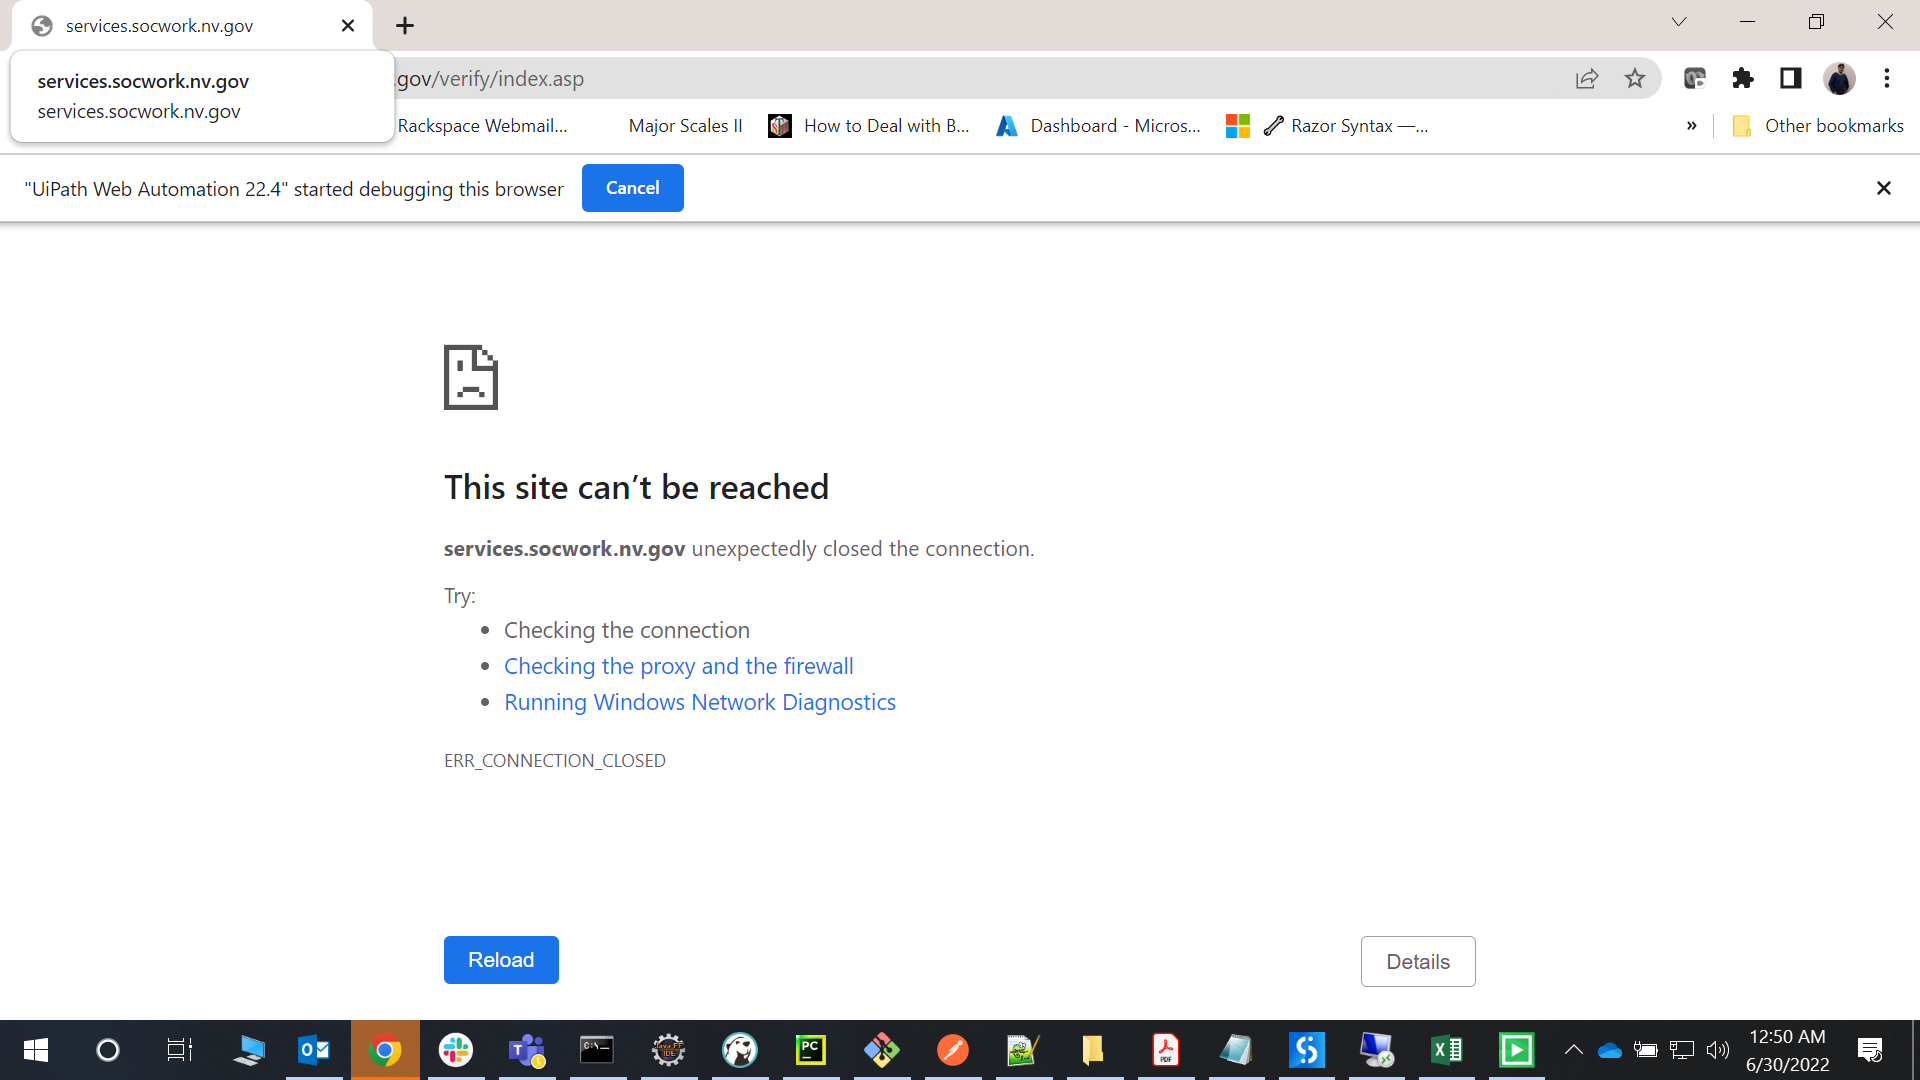 services.socwork.nv.gov
services.socwork.nv.gov
services.socwork.nv.gov
.gov/verify/index.asp
Rackspace Webmail...
Major Scales II
How to Deal with B...
Dashboard - Micros...
Razor Syntax —...
»
Other bookmarks
"UiPath Web Automation 22.4" started debugging this browser
Cancel
This site can’t be reached
services.socwork.nv.gov unexpectedly closed the connection.
Try:
• Checking the connection
• Checking the proxy and the firewall
• Running Windows Network Diagnostics
ERR_CONNECTION_CLOSED
Reload
Details
12:50 AM
6/30/2022